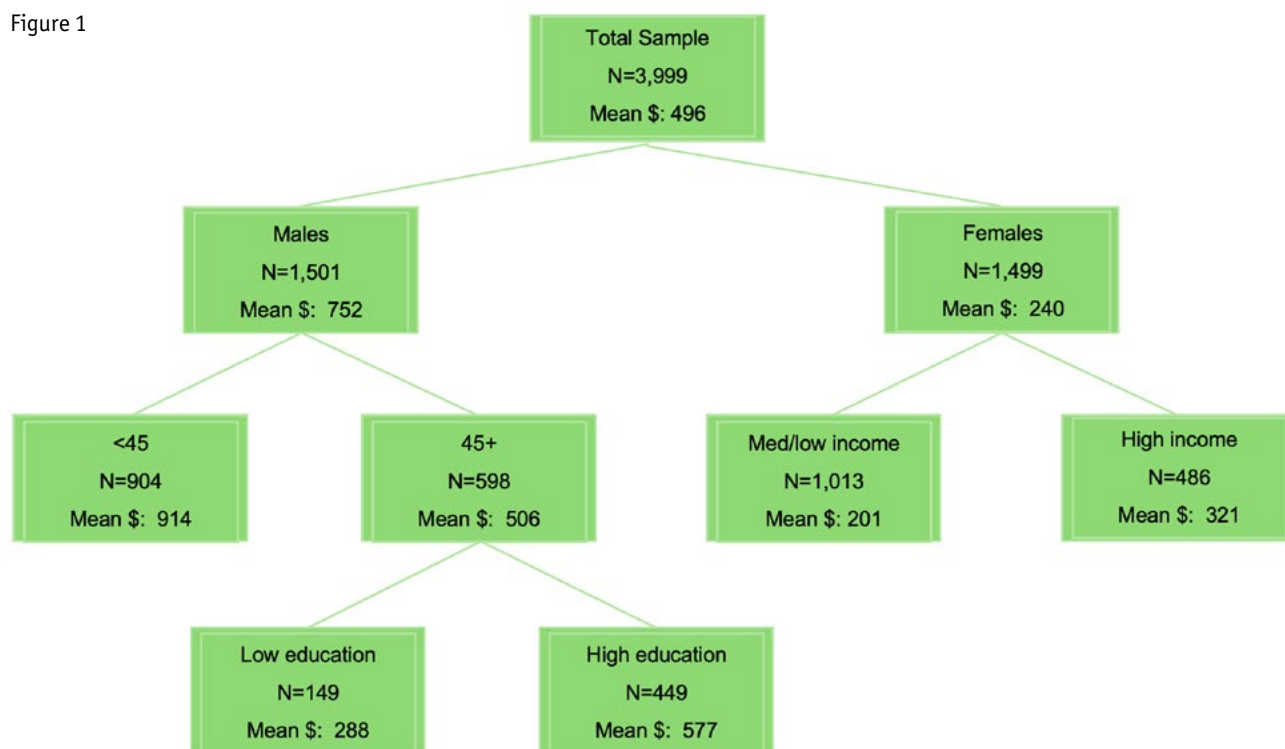 Figure 1
Total Sample
N=3,999
Mean $: 496
Males
N=1,501
Mean $: 752
Females
N=1,499
Mean $: 240
<45
N=904
Mean $: 914
45+
N=598
Mean $: 506
Med/low income
N=1,013
Mean $: 201
High income
N=486
Mean $: 321
Low education
N=149
Mean $: 288
High education
N=449
Mean $: 577